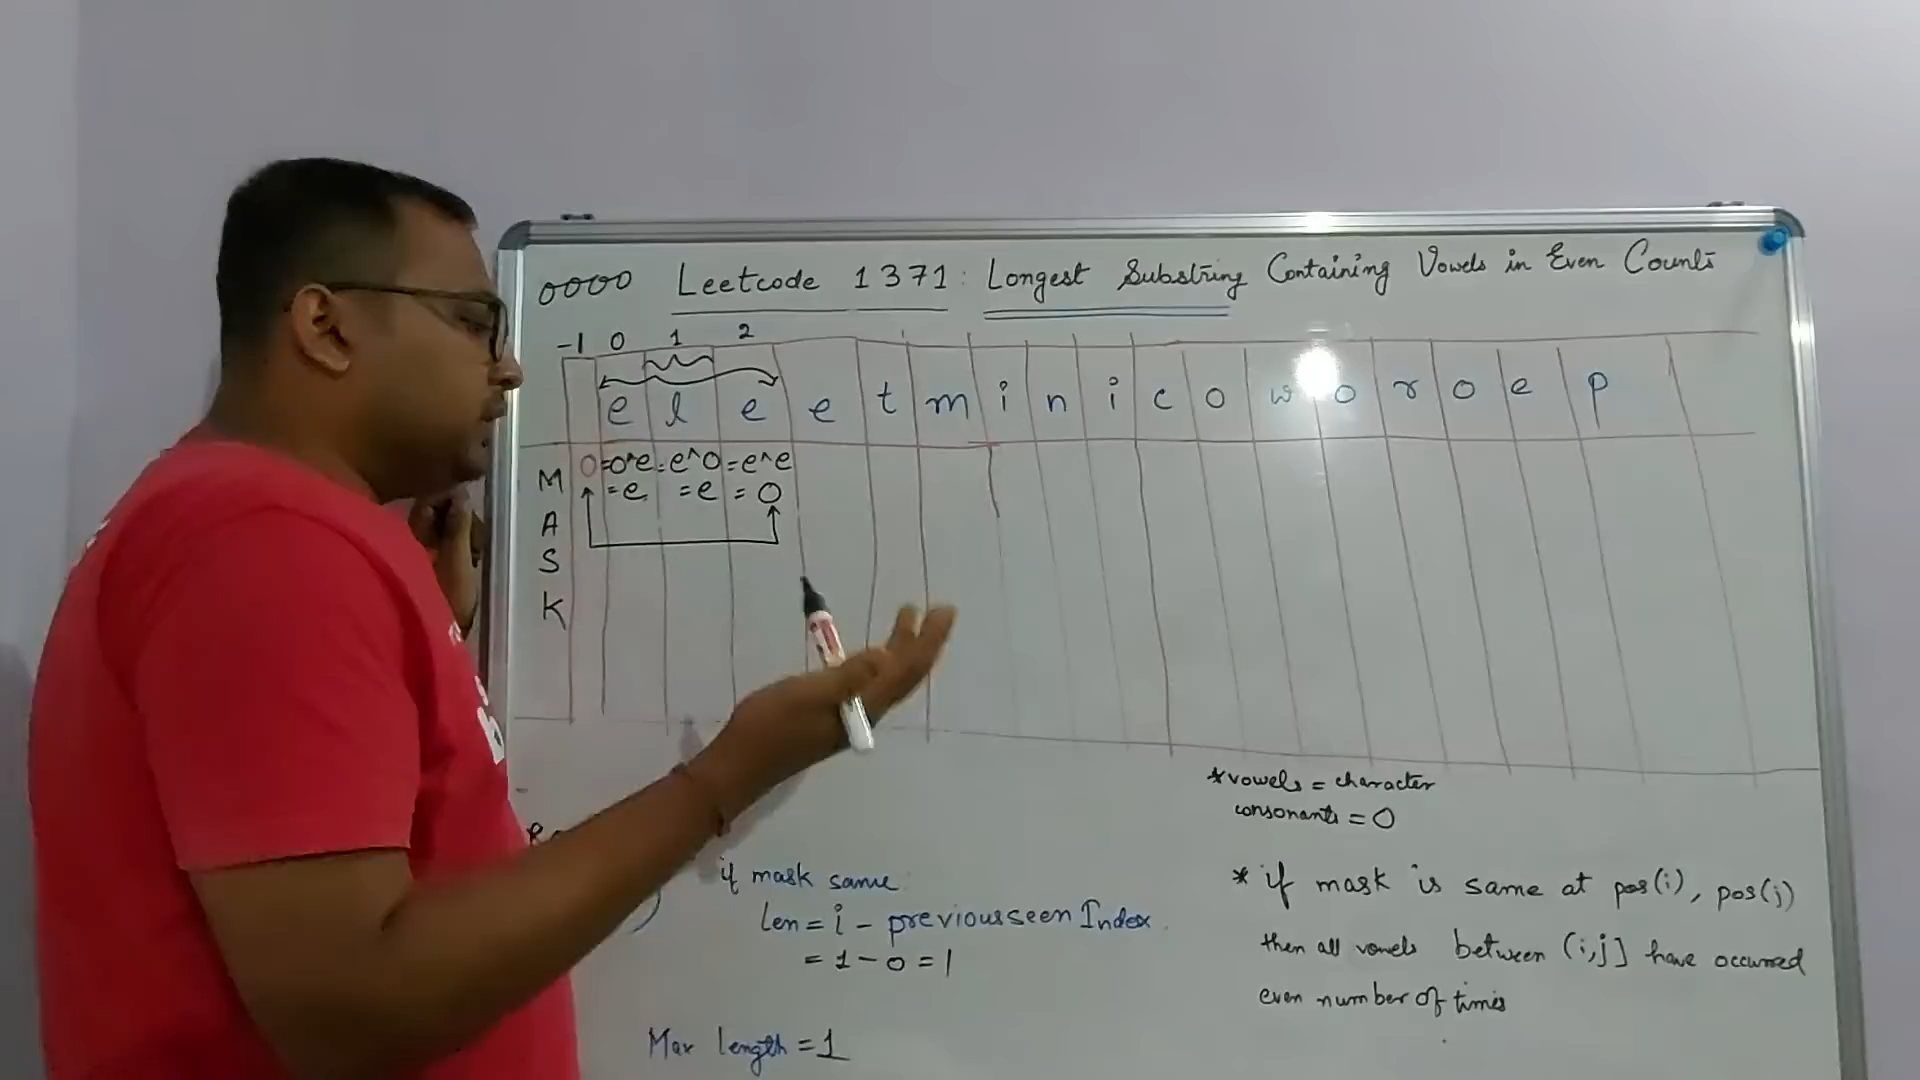 0000 Leetcode 1371: Longest Substring Containing Vowels in Even Counts
-1 0 1 2
e l e e t m i n i c o w o r o e p
M A S K
0 =0^e =e^0 =e^e
=e =e =0
*vowels = character
consonants = 0
if mask same
len = i - previousseen Index
= 1 - 0 = 1
Max length = 1
* if mask is same at pos(i), pos(j)
then all vowels between (i,j] have occurred
even number of times